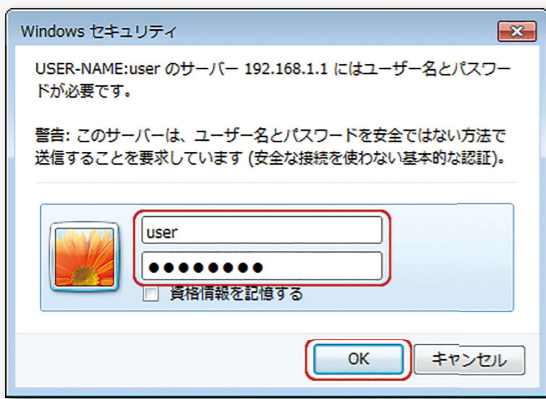 Windows セキュリティ
USER-NAME:user のサーバー 192.168.1.1 にはユーザー名とパスワー
ドが必要です。
警告: このサーバーは、ユーザー名とパスワードを安全ではない方法で
送信することを要求しています (安全な接続を使わない基本的な認証)。
user
●●●●●●●●
資格情報を記憶する
OK キャンセル